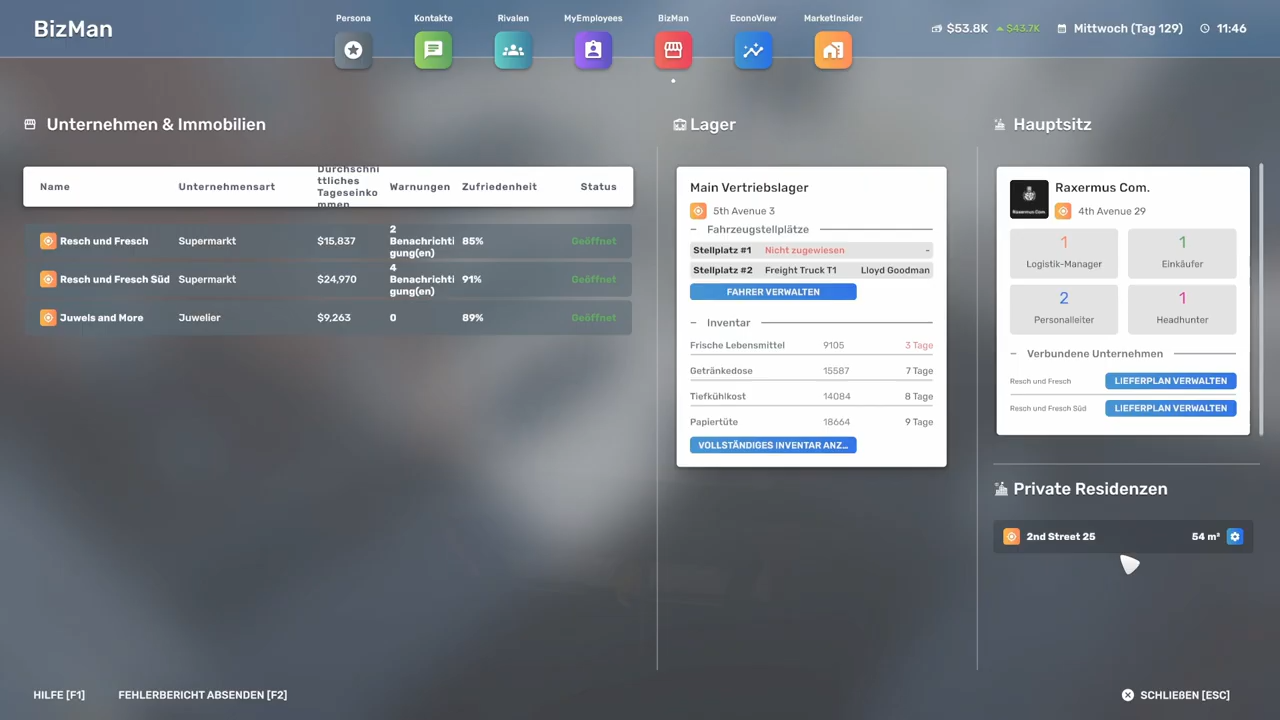 BizMan
Persona
Kontakte
Rivalen
MyEmployees
BizMan
EconoView
MarketInsider
$53.8K
$43.7K
Mittwoch (Tag 129)
11:46
Unternehmen & Immobilien
Name
Unternehmensart
Durchschni
ttliches
Tageseinko
mmen
Warnungen
Zufriedenheit
Status
Resch und Fresch
Supermarkt
$15,837
2
Benachrichti
gung(en)
85%
Geöffnet
Resch und Fresch Süd
Supermarkt
$24,970
4
Benachrichti
gung(en)
91%
Geöffnet
Juwels and More
Juwelier
$9,263
0
89%
Geöffnet
Lager
Main Vertriebslager
5th Avenue 3
Fahrzeugstellplätze
Stellplatz #1 Nicht zugewiesen -
Stellplatz #2 Freight Truck T1 Lloyd Goodman
FAHRER VERWALTEN
Inventar
Frische Lebensmittel 9105 3 Tage
Getränkedose 15587 7 Tage
Tiefkühlkost 14084 8 Tage
Papiertüte 18664 9 Tage
VOLLSTÄNDIGES INVENTAR ANZ...
Hauptsitz
Raxermus Com.
Raxermus Com.
4th Avenue 29
1
Logistik-Manager
1
Einkäufer
2
Personalleiter
1
Headhunter
Verbundene Unternehmen
Resch und Fresch LIEFERPLAN VERWALTEN
Resch und Fresch Süd LIEFERPLAN VERWALTEN
Private Residenzen
2nd Street 25 54 m²
HILFE [F1]
FEHLERBERICHT ABSENDEN [F2]
SCHLIEßEN [ESC]